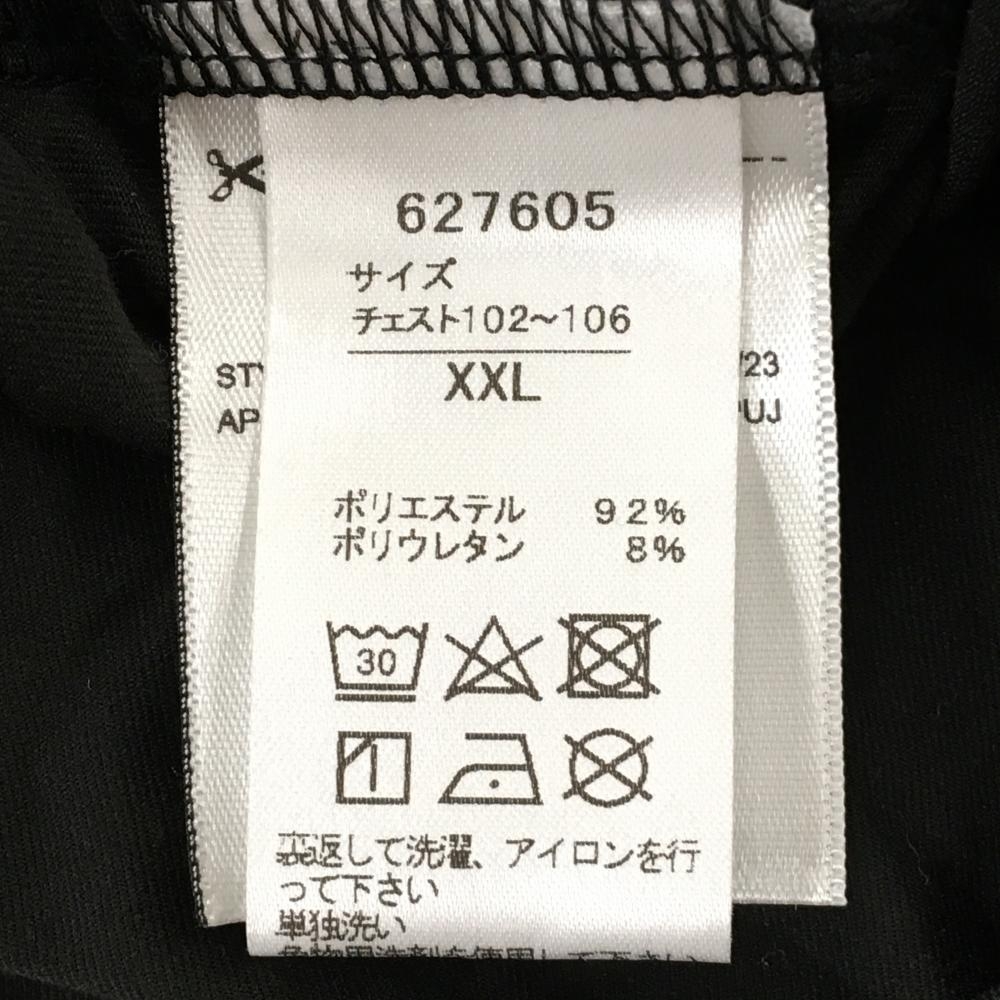 627605
サイズ
チェスト102〜106
XXL
/23
UJ
ポリエステル 92%
ポリウレタン 8%
30
裏返して洗濯、アイロンを行
って下さい
単独洗い